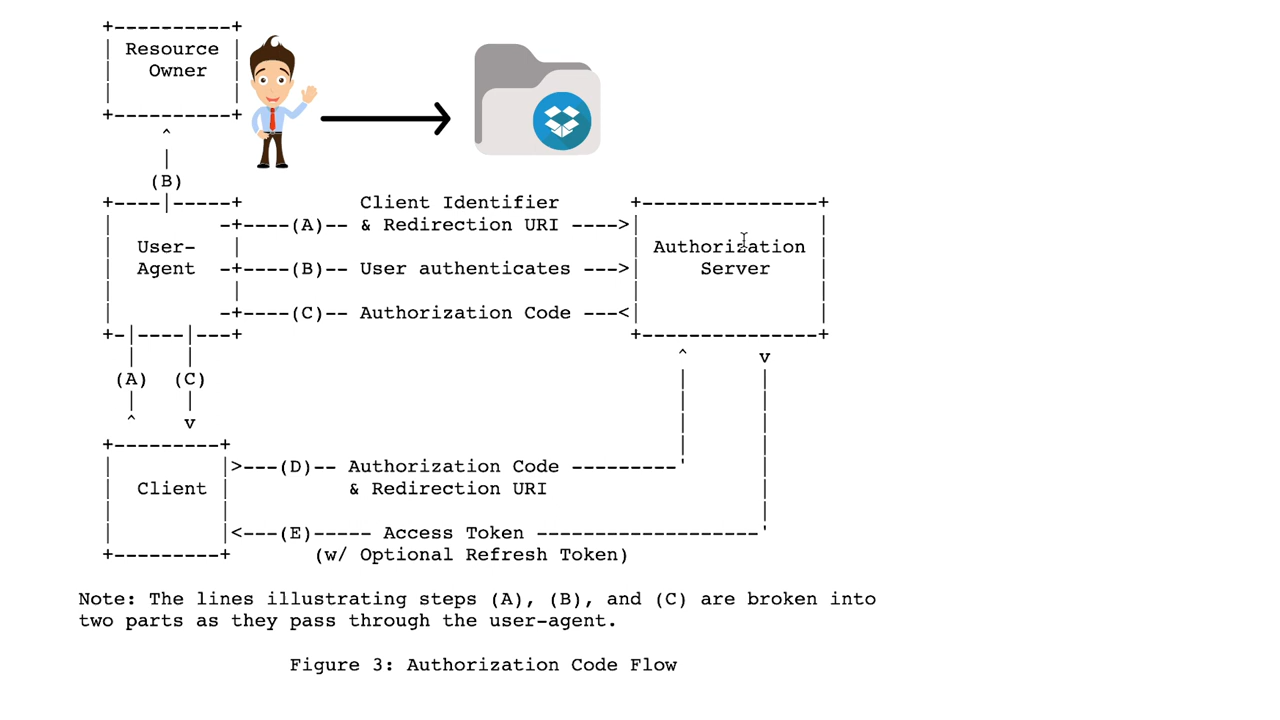 +----------+
| Resource |
| Owner |
| |
+----------+
^
|
(B)
+----|-----+ Client Identifier +---------------+
| -+----(A)-- & Redirection URI ---->| |
| User- | | Authorization |
| Agent -+----(B)-- User authenticates --->| Server |
| | | |
| -+----(C)-- Authorization Code ---<| |
+-|----|---+ +---------------+
| | ^ v
(A) (C) | |
| | | |
^ v | |
+---------+ | |
| |>---(D)-- Authorization Code ---------' |
| Client | & Redirection URI |
| | |
| |<---(E)----- Access Token -------------------'
+---------+ (w/ Optional Refresh Token)
Note: The lines illustrating steps (A), (B), and (C) are broken into
two parts as they pass through the user-agent.
Figure 3: Authorization Code Flow